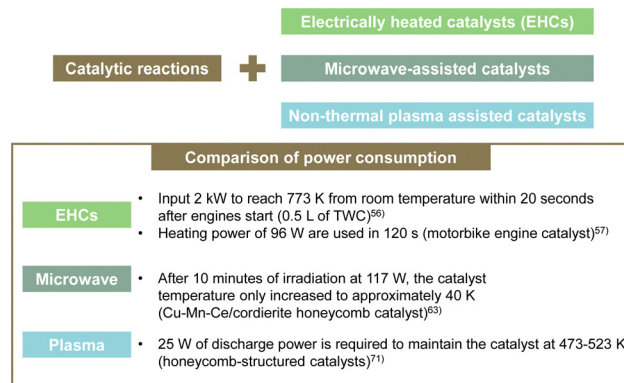 Electrically heated catalysts (EHCs)
Catalytic reactions
Microwave-assisted catalysts
Non-thermal plasma assisted catalysts
Comparison of power consumption
EHCs
• Input 2 kW to reach 773 K from room temperature within 20 seconds
after engines start (0.5 L of TWC)56)
• Heating power of 96 W are used in 120 s (motorbike engine catalyst)57)
Microwave
• After 10 minutes of irradiation at 117 W, the catalyst
temperature only increased to approximately 40 K
(Cu-Mn-Ce/cordierite honeycomb catalyst)63)
Plasma
• 25 W of discharge power is required to maintain the catalyst at 473-523 K
(honeycomb-structured catalysts)71)